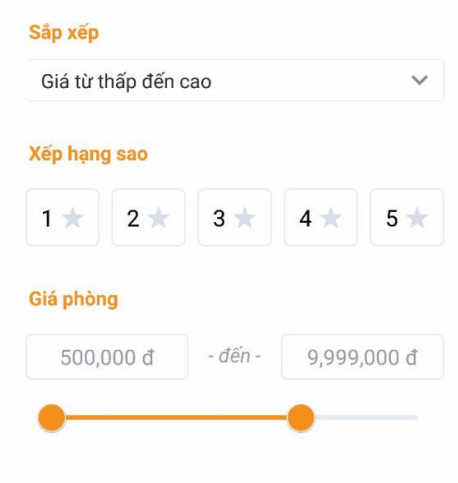 Sắp xếp
Giá từ thấp đến cao
Xếp hạng sao
1 2 3 4 5
Giá phòng
500,000 đ - đến - 9,999,000 đ